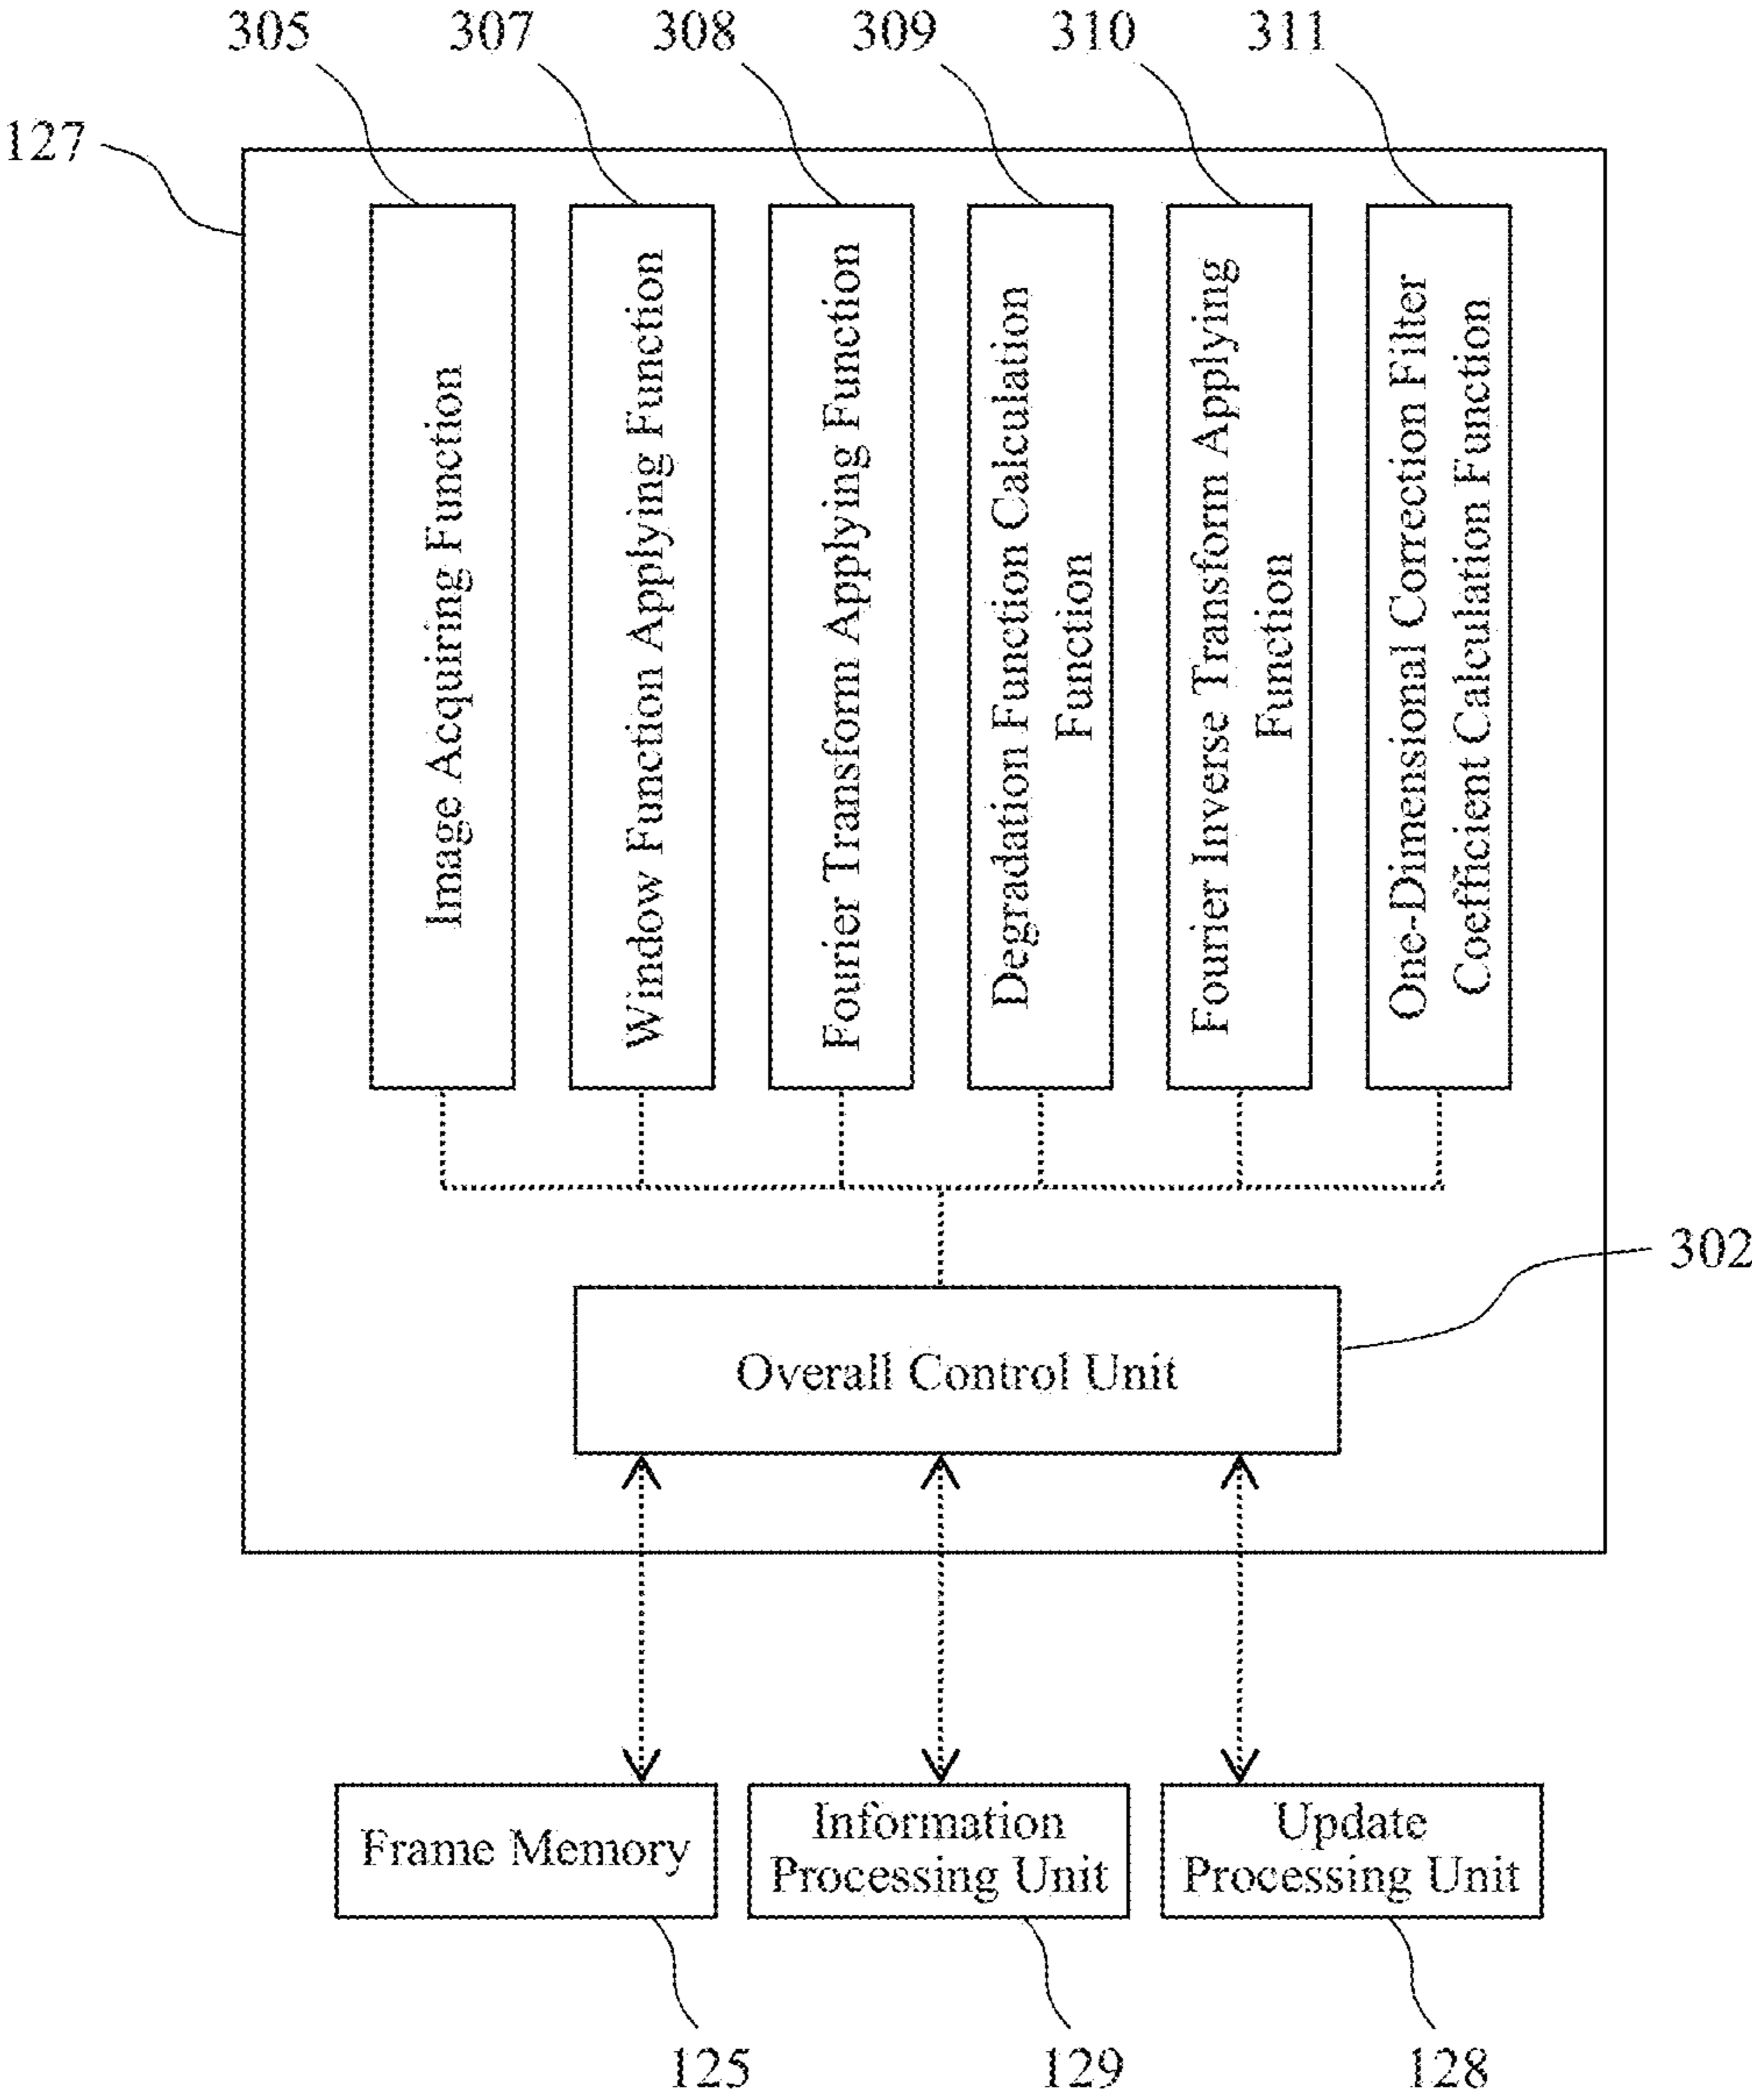 305
307
308
309
310
311
127
Image Acquiring Function
Window Function Applying Function
Fourier Transform Applying Function
Degradation Function Calculation
Function
Fourier Inverse Transform Applying
Function
One-Dimensional Correction Filter
Coefficient Calculation Function
302
Overall Control Unit
Frame Memory
Information
Processing Unit
Update
Processing Unit
125
129
128